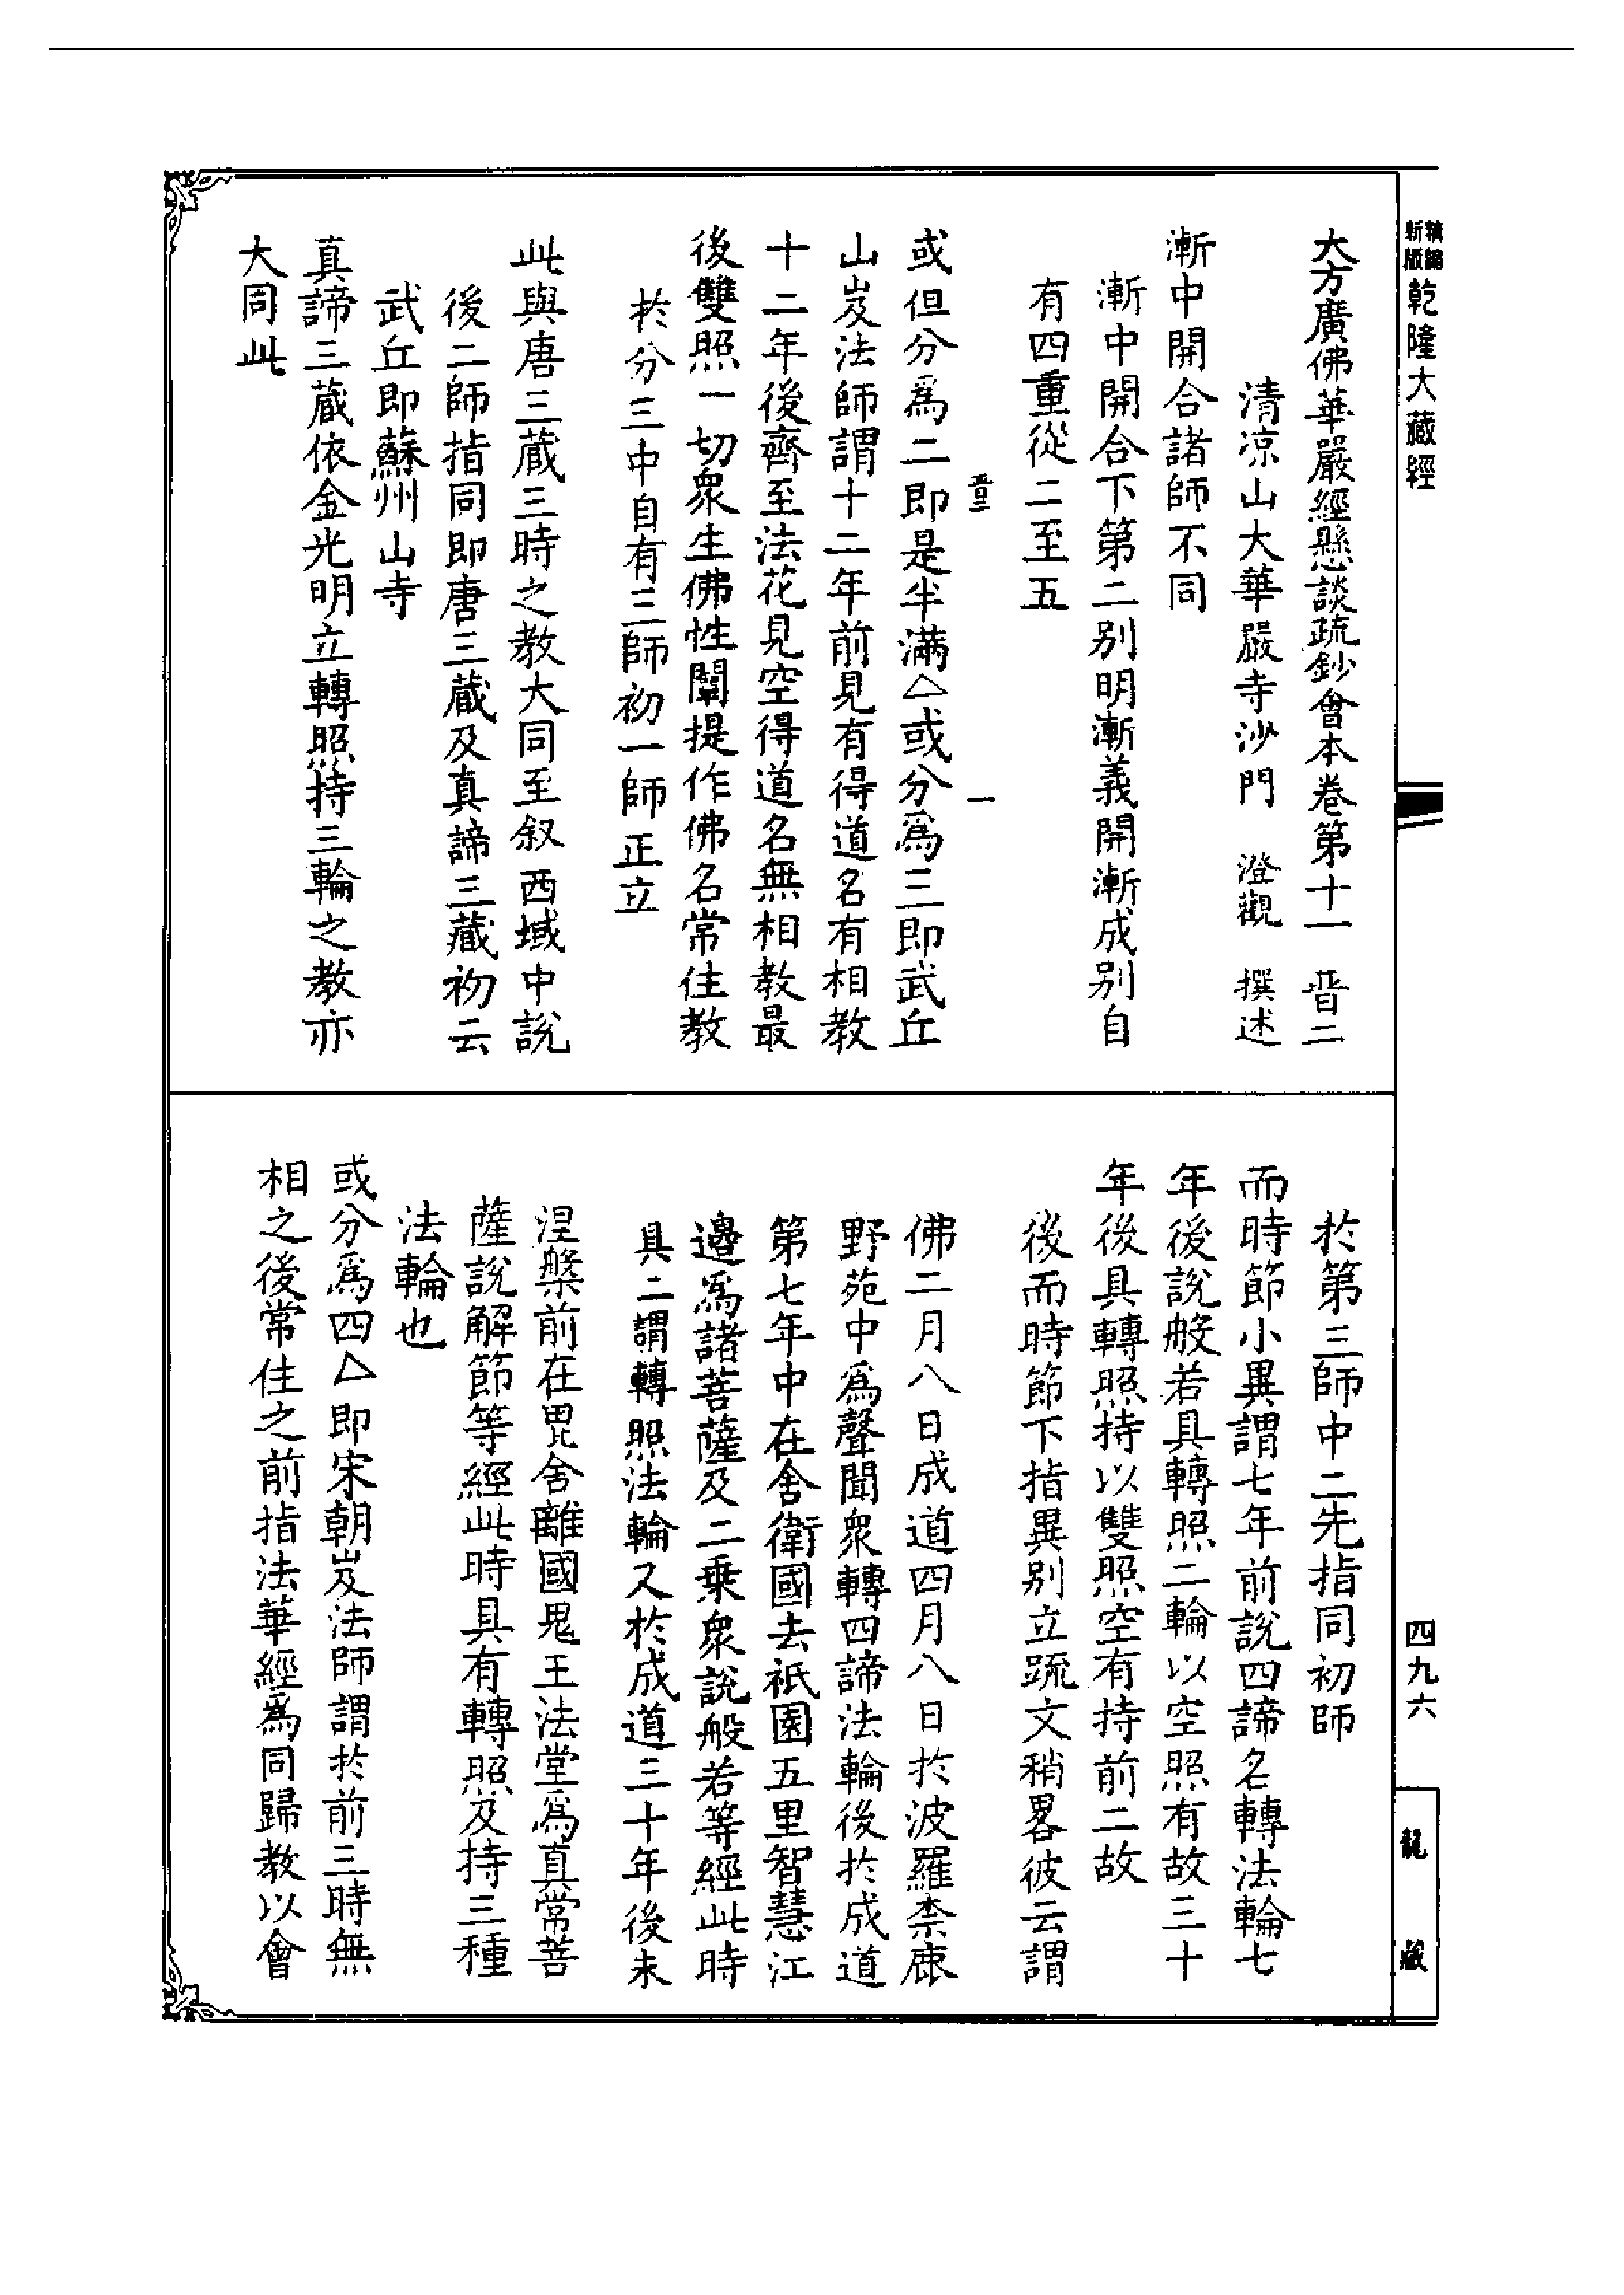 新編縮版乾隆大藏經
大方廣佛華嚴經懸談疏鈔會本卷第十一　晋二
清凉山大華嚴寺沙門　澄觀　撰述
漸中開合諸師不同
漸中開合下第二别明漸義開漸成别自
有四重從二至五
一
或但分爲二即是半滿△或分爲三即武丘
山岌法師謂十二年前見有得道名有相教
十二年後齊至法花見空得道名無相教最
後雙照一切衆生佛性闡提作佛名常住教
於分三中自有三師初一師正立
此與唐三藏三時之教大同至叙西域中說
後二師指同即唐三藏及真諦三藏初云
武丘即蘇州山寺
真諦三藏依金光明立轉照持三輪之教亦
大同此
四九六
龍藏
於第三師中二先指同初師
而時節小異謂七年前說四諦名轉法輪七
年後說般若具轉照二輪以空照有故三十
年後具轉照持以雙照空有持前二故
後而時節下指異别立䟽文稍畧彼云謂
佛二月八日成道四月八日於波羅柰鹿
野苑中爲聲聞衆轉四諦法輪後於成道
第七年中在舍衛國去祇園五里智慧江
邊爲諸菩薩及二乗衆說般若等經此時
具二謂轉照法輪又於成道三十年後未
涅槃前在毘舍離國鬼王法堂爲真常菩
薩說解節等經此時具有轉照及持三種
法輪也
或分爲四△即宋朝岌法師謂於前三時無
相之後常住之前指法華經爲同歸教以會